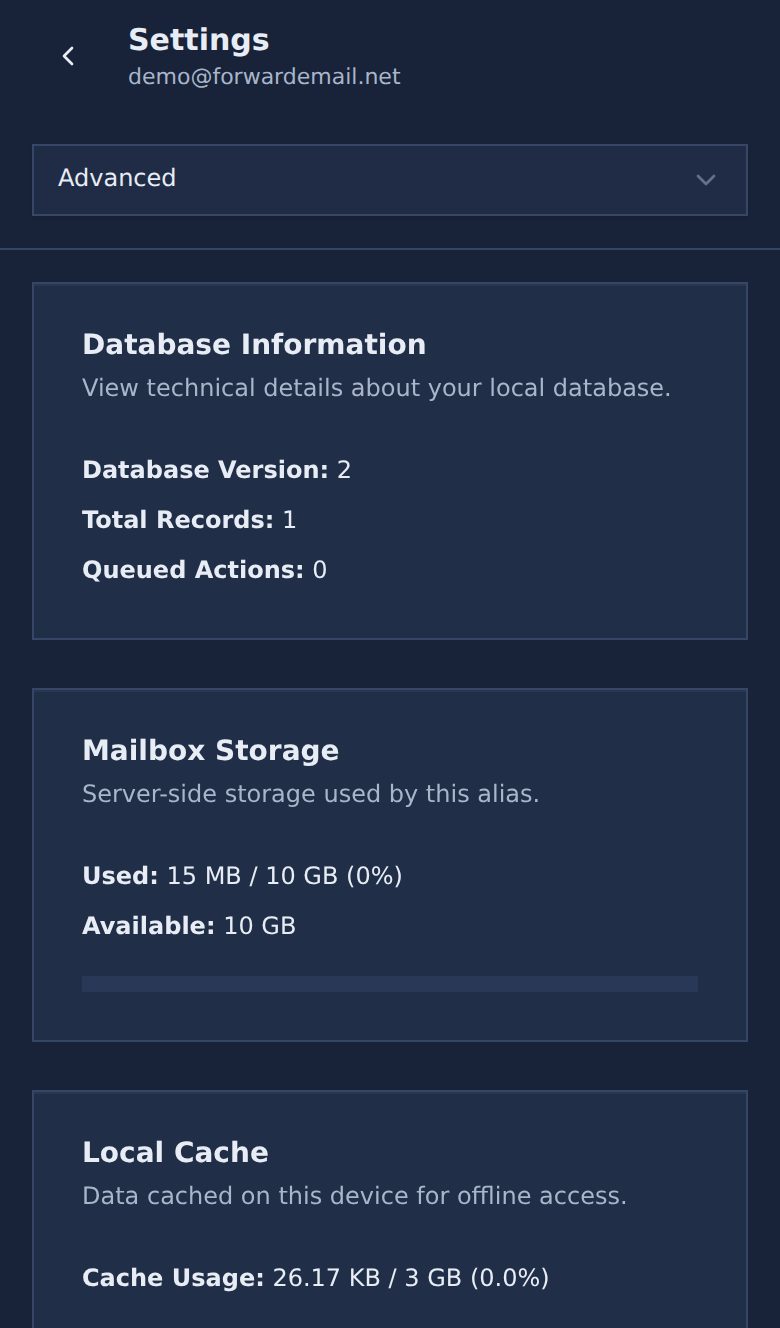 Settings
demo@forwardemail.net
Advanced
Database Information
View technical details about your local database.
Database Version: 2
Total Records: 1
Queued Actions: 0
Mailbox Storage
Server-side storage used by this alias.
Used: 15 MB / 10 GB (0%)
Available: 10 GB
Local Cache
Data cached on this device for offline access.
Cache Usage: 26.17 KB / 3 GB (0.0%)